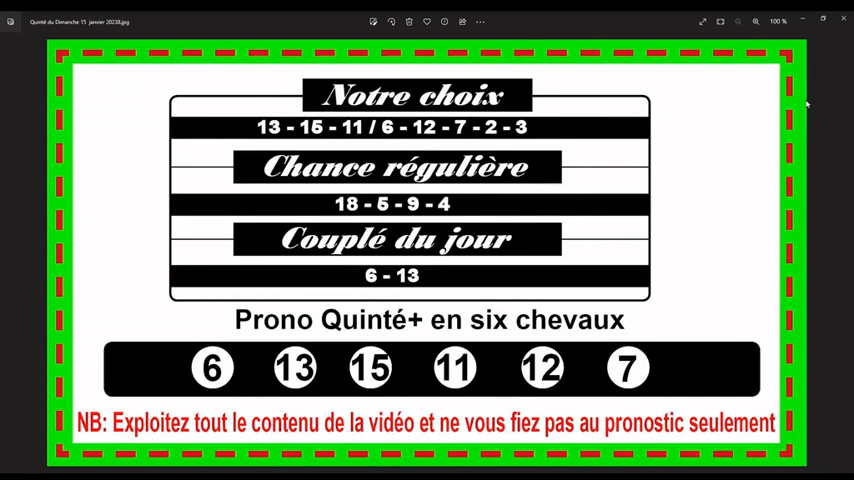 Quinté du Dimanche 15 janvier 20238.jpg
100 %
Notre choix
13 - 15 - 11 / 6 - 12 - 7 - 2 - 3
Chance régulière
18 - 5 - 9 - 4
Couplé du jour
6 - 13
Prono Quinté+ en six chevaux
6 13 15 11 12 7
NB: Exploitez tout le contenu de la vidéo et ne vous fiez pas au pronostic seulement